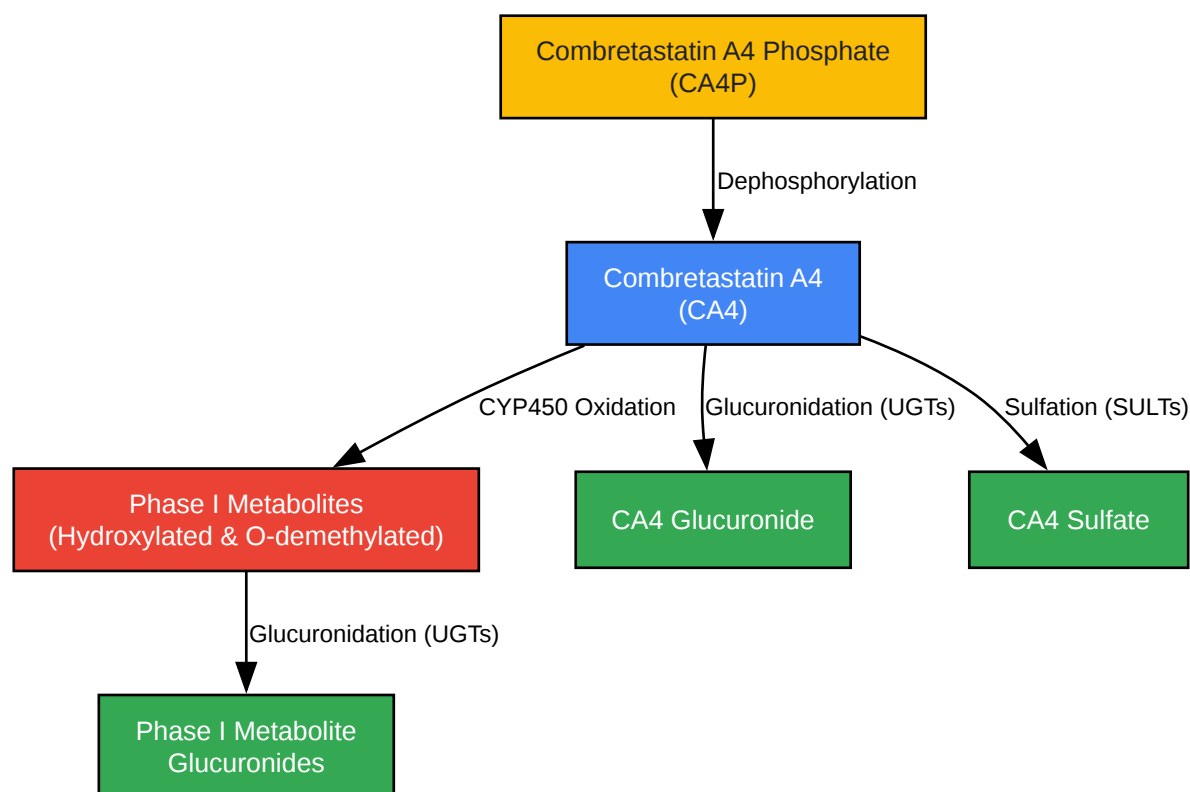 Combretastatin A4 Phosphate
(CA4P)
Dephosphorylation
Combretastatin A4
(CA4)
CYP450 Oxidation
Glucuronidation (UGTs)
Sulfation (SULTs)
Phase I Metabolites
(Hydroxylated & O-demethylated)
CA4 Glucuronide
CA4 Sulfate
Glucuronidation (UGTs)
Phase I Metabolite
Glucuronides